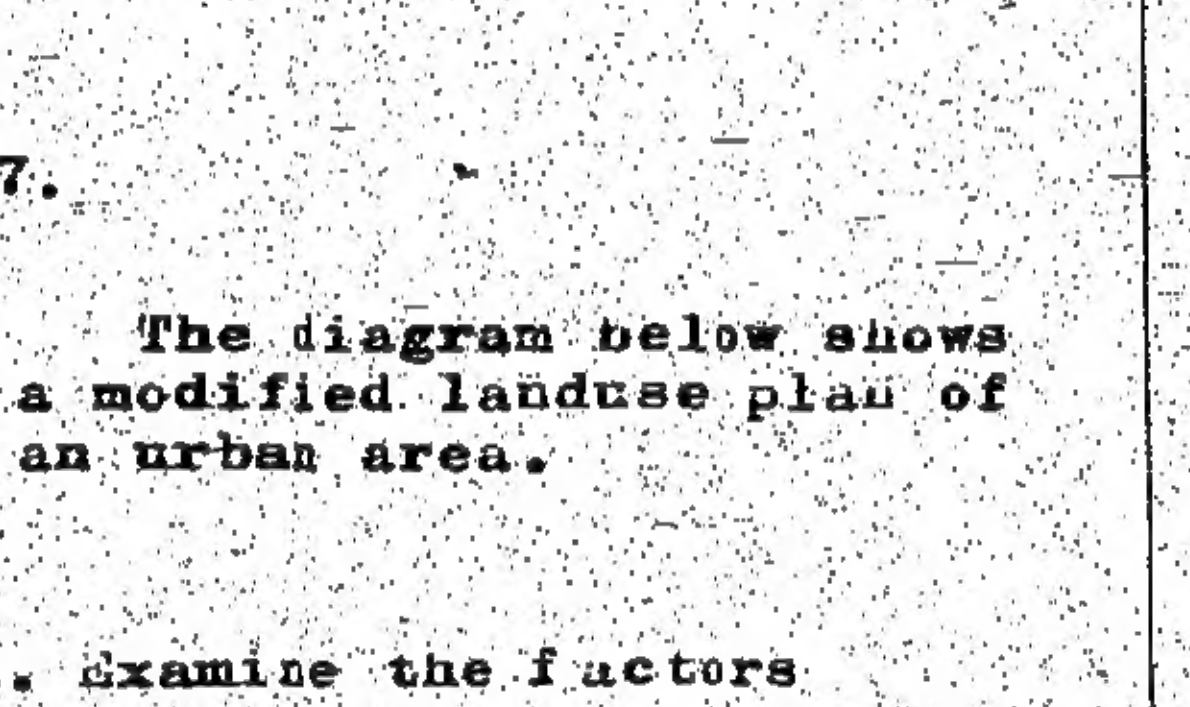 7.
The diagram below shows
a modified landuse plan of
an urban area.
. Examine the factors